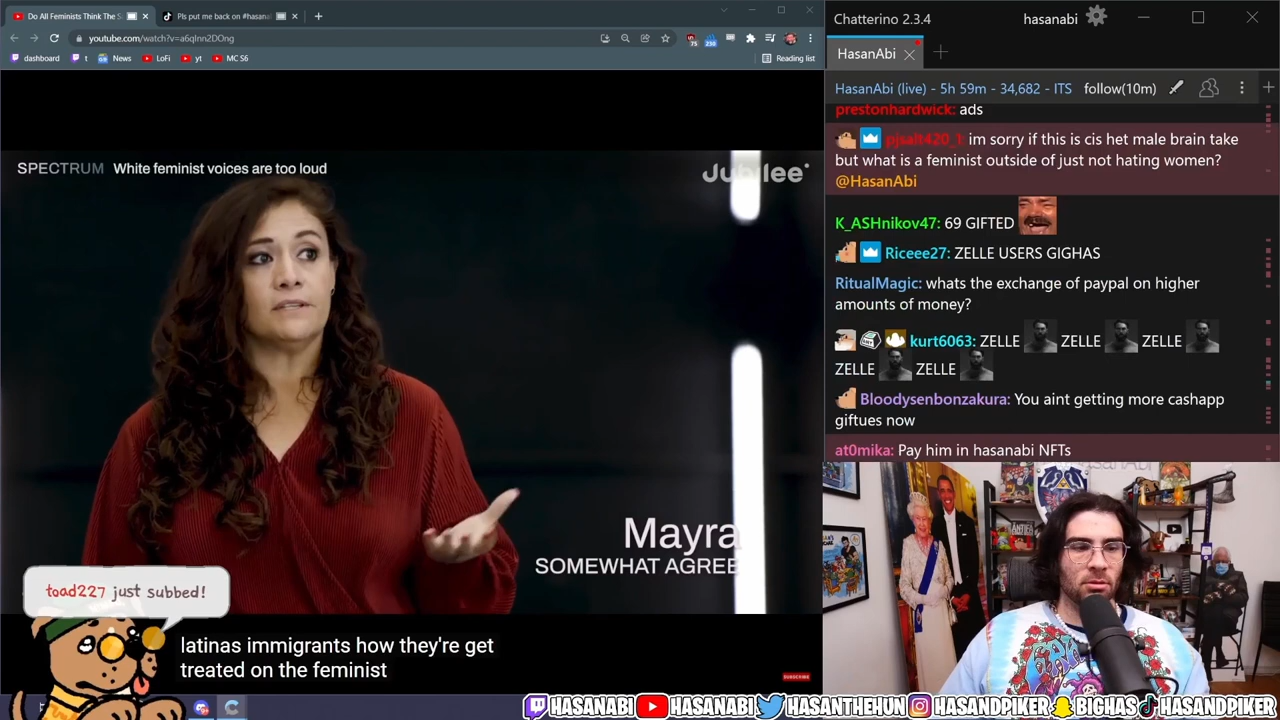 Do All Feminists Think The S
Pls put me back on #hasanal
youtube.com/watch?v=a6qInn2DOng
75
230
dashboard
t
News
LoFi
yt
MC S6
Reading list
SPECTRUM White feminist voices are too loud
Jubilee
Mayra
SOMEWHAT AGREE
toad227 just subbed!
latinas immigrants how they're get
treated on the feminist
SUBSCRIBE
Chatterino 2.3.4
hasanabi
HasanAbi
HasanAbi (live) - 5h 59m - 34,682 - ITS
follow(10m)
prestonhardwick: ads
pjsalt420_1: im sorry if this is cis het male brain take
but what is a feminist outside of just not hating women?
@HasanAbi
K_ASHnikov47: 69 GIFTED
Riceee27: ZELLE USERS GIGHAS
RitualMagic: whats the exchange of paypal on higher
amounts of money?
kurt6063: ZELLE ZELLE ZELLE
ZELLE ZELLE
Bloodysenbonzakura: You aint getting more cashapp
giftues now
at0mika: Pay him in hasanabi NFTs
HASANABI HASANABI HASANTHEHUN HASANDPIKER BIGHAS HASANDPIKER